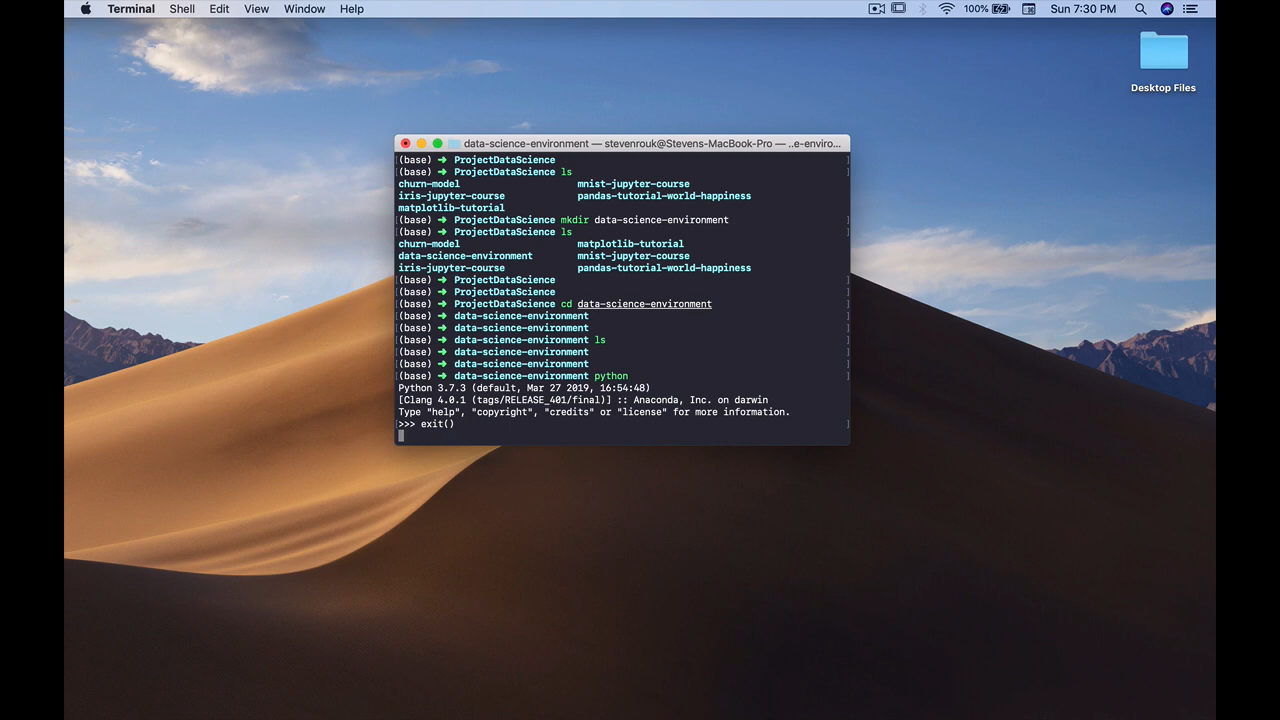 Terminal Shell Edit View Window Help 100% Sun 7:30 PM
Desktop Files
data-science-environment — stevenrouk@Stevens-MacBook-Pro — ..e-enviro...
(base) ➜ ProjectDataScience
(base) ➜ ProjectDataScience ls
churn-model mnist-jupyter-course
iris-jupyter-course pandas-tutorial-world-happiness
matplotlib-tutorial
(base) ➜ ProjectDataScience mkdir data-science-environment
(base) ➜ ProjectDataScience ls
churn-model matplotlib-tutorial
data-science-environment mnist-jupyter-course
iris-jupyter-course pandas-tutorial-world-happiness
(base) ➜ ProjectDataScience
(base) ➜ ProjectDataScience
(base) ➜ ProjectDataScience cd data-science-environment
(base) ➜ data-science-environment
(base) ➜ data-science-environment
(base) ➜ data-science-environment ls
(base) ➜ data-science-environment
(base) ➜ data-science-environment
(base) ➜ data-science-environment python
Python 3.7.3 (default, Mar 27 2019, 16:54:48)
[Clang 4.0.1 (tags/RELEASE_401/final)] :: Anaconda, Inc. on darwin
Type "help", "copyright", "credits" or "license" for more information.
>>> exit()